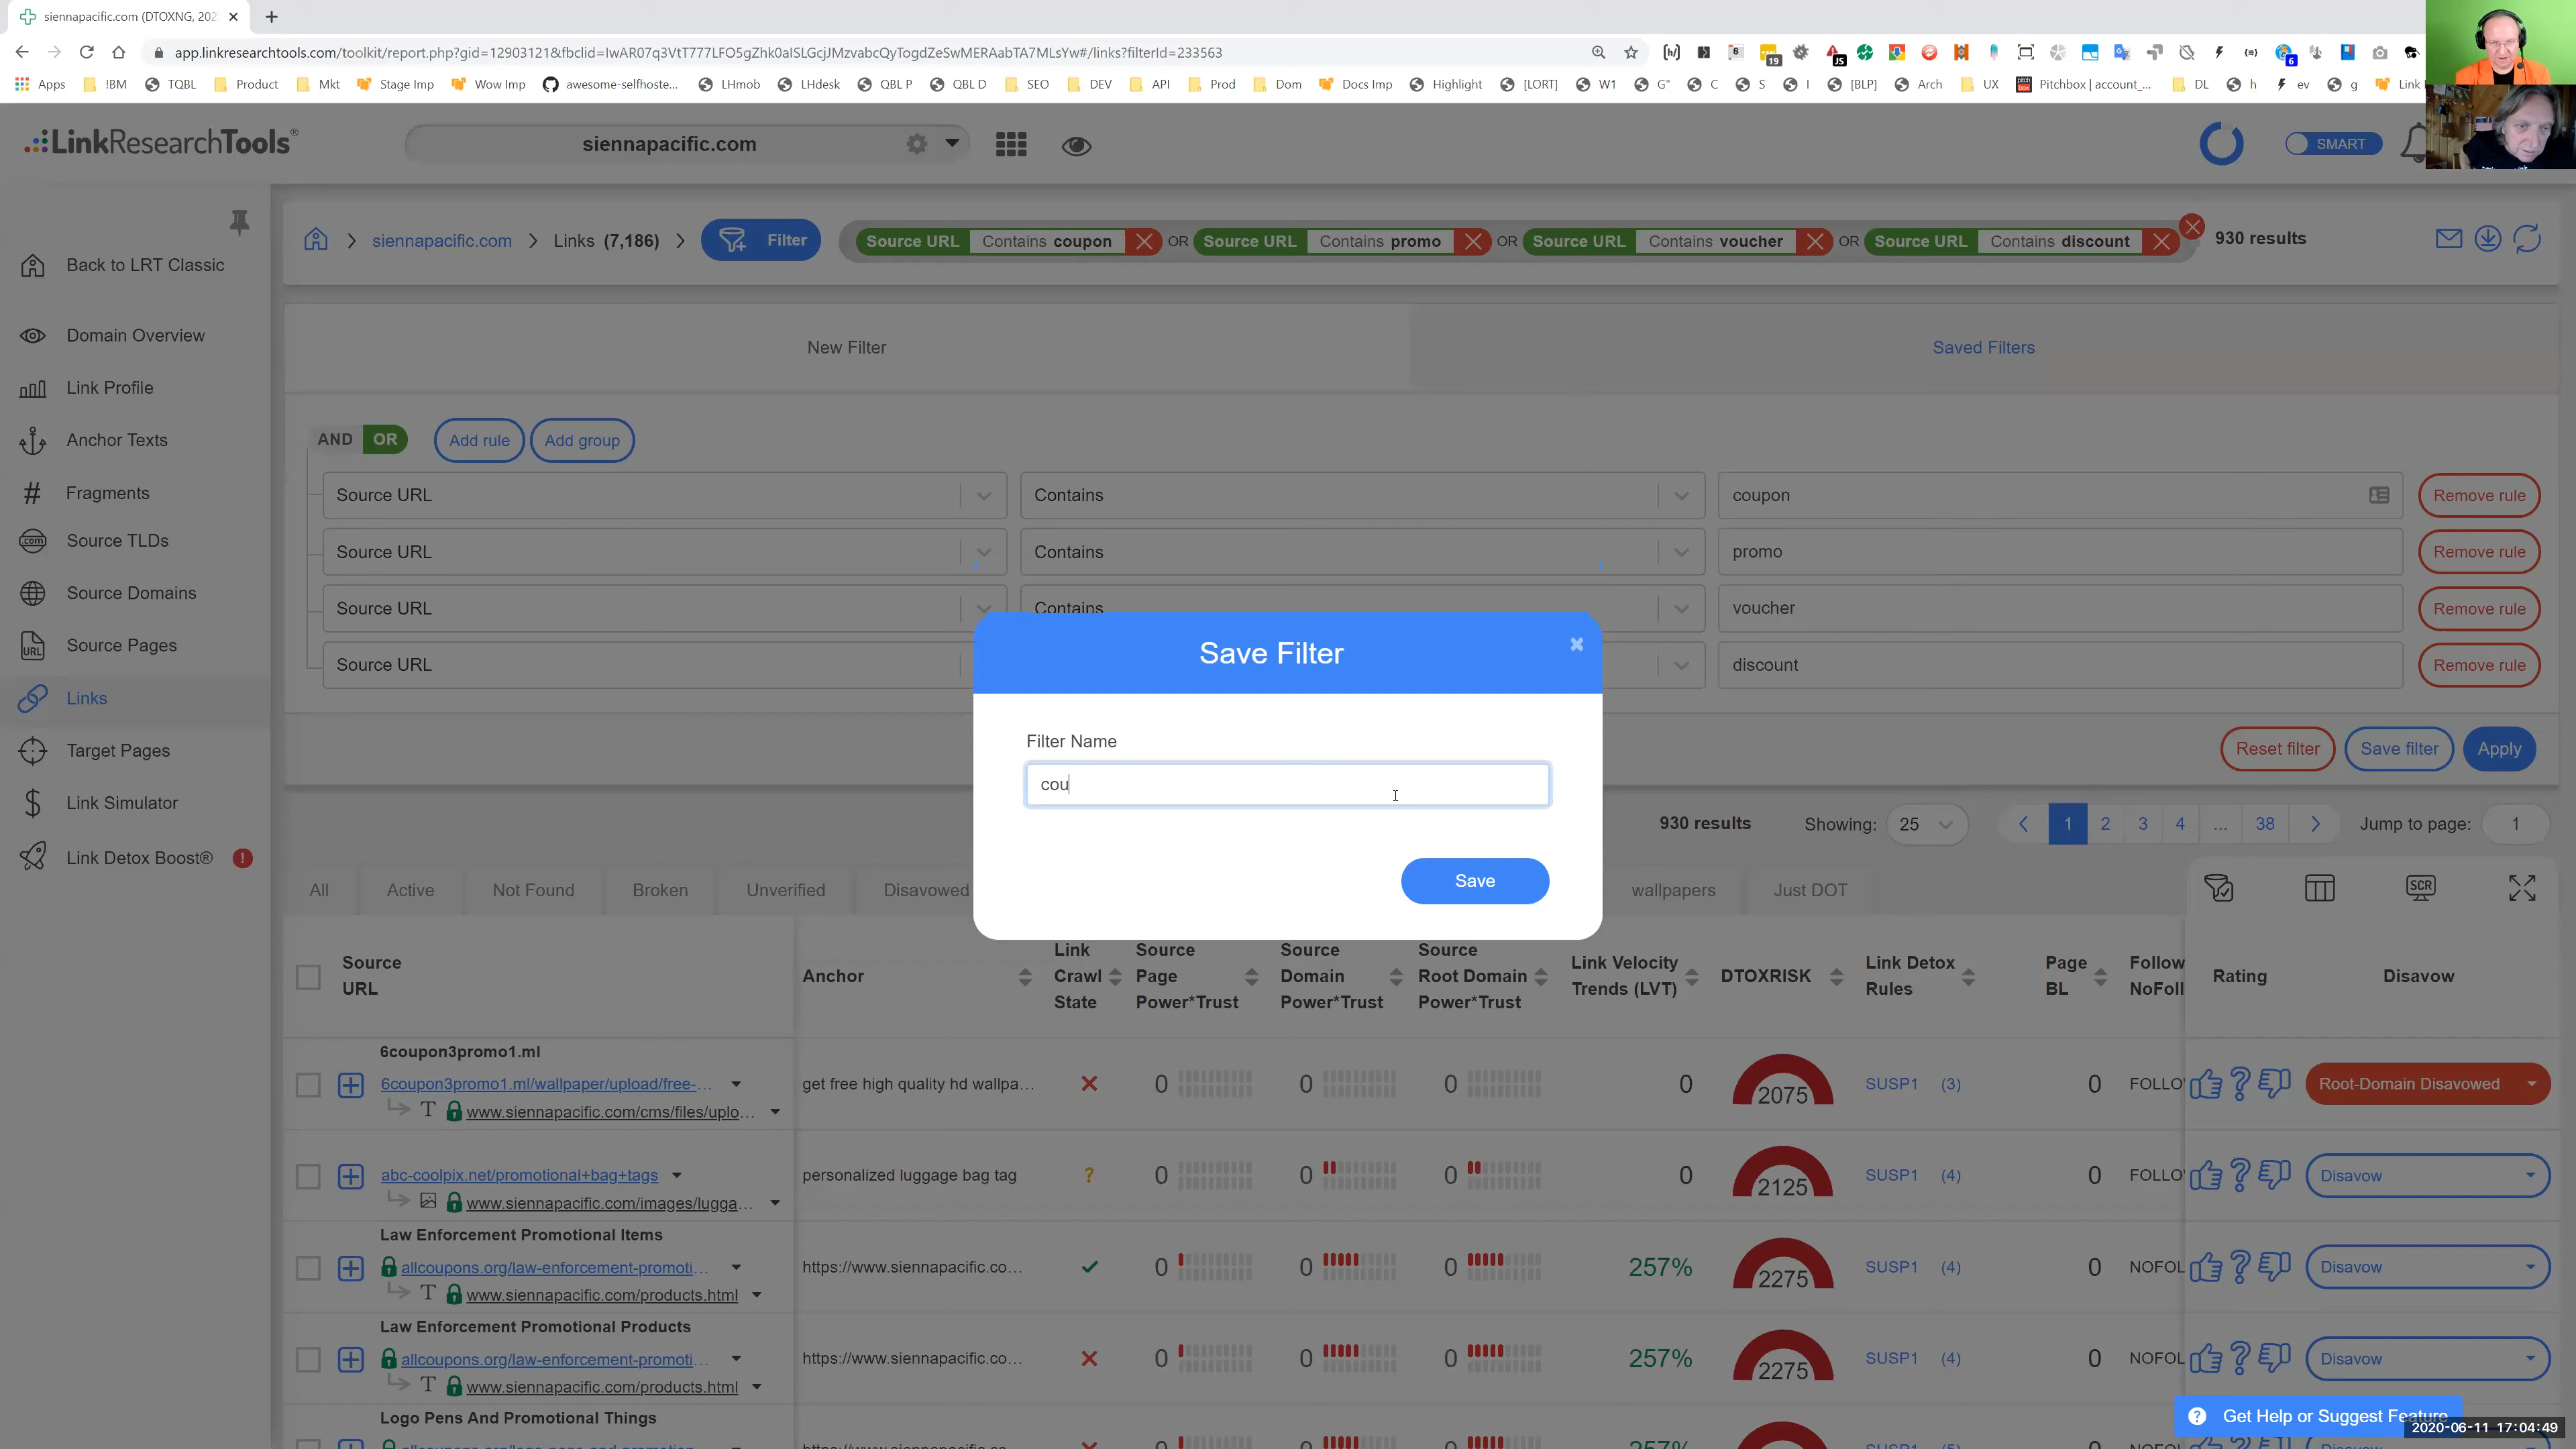 siennapacific.com (DTOXNG, 202
app.linkresearchtools.com/toolkit/report.php?gid=12903121&fbclid=IwAR07q3VtT777LFO5gZhk0aISLGcjJMzvabcQyTogdZeSwMERAabTA7MLsYw#/links?filterId=233563
Apps !BM TQBL Product Mkt Stage Imp Wow Imp awesome-selfhoste... LHmob LHdesk QBL P QBL D SEO DEV API Prod Dom Docs Imp Highlight [LORT] W1 G" C S I [BLP] Arch UX Pitchbox | account_... DL h ev g Link
LinkResearchTools®
siennapacific.com
SMART
siennapacific.com
Links (7,186)
Filter
Source URL Contains coupon OR Source URL Contains promo OR Source URL Contains voucher OR Source URL Contains discount
930 results
Back to LRT Classic
Domain Overview
Link Profile
Anchor Texts
Fragments
Source TLDs
Source Domains
Source Pages
Links
Target Pages
Link Simulator
Link Detox Boost® !
New Filter
Saved Filters
AND OR Add rule Add group
Source URL Contains coupon Remove rule
Source URL Contains promo Remove rule
Source URL Contains voucher Remove rule
Source URL discount Remove rule
Save Filter
Filter Name
cou
Save
Reset filter Save filter Apply
930 results Showing: 25 1 2 3 4 ... 38 Jump to page: 1
All Active Not Found Broken Unverified Disavowed wallpapers Just DOT SCR
Source URL
Anchor
Link Crawl State
Source Page Power*Trust
Source Domain Power*Trust
Source Root Domain Power*Trust
Link Velocity Trends (LVT)
DTOXRISK
Link Detox Rules
Page BL
Follow NoFoll
Rating
Disavow
6coupon3promo1.ml
6coupon3promo1.ml/wallpaper/upload/free-... get free high quality hd wallpa... 0 0 0 0 2075 SUSP1 (3) 0 FOLLO Root-Domain Disavowed
T www.siennapacific.com/cms/files/uplo...
abc-coolpix.net/promotional+bag+tags personalized luggage bag tag ? 0 0 0 0 2125 SUSP1 (4) 0 FOLLO Disavow
www.siennapacific.com/images/lugga...
Law Enforcement Promotional Items
allcoupons.org/law-enforcement-promoti... https://www.siennapacific.co... 0 0 0 257% 2275 SUSP1 (4) 0 NOFOL Disavow
T www.siennapacific.com/products.html
Law Enforcement Promotional Products
allcoupons.org/law-enforcement-promoti... https://www.siennapacific.co... 0 0 0 257% 2275 SUSP1 (4) 0 NOFOL Disavow
T www.siennapacific.com/products.html
Logo Pens And Promotional Things
Get Help or Suggest Feature
2020-06-11 17:04:49